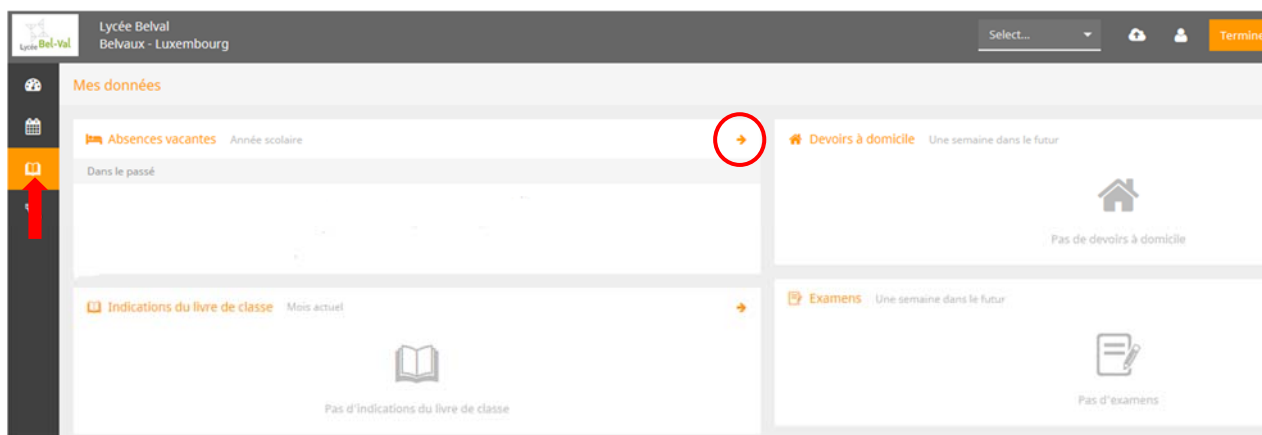 Lycée Bel-Val
Lycée Belval
Belvaux - Luxembourg
Select...
Termine
Mes données
Absences vacantes Année scolaire
Dans le passé
Devoirs à domicile Une semaine dans le futur
Pas de devoirs à domicile
Indications du livre de classe Mois actuel
Pas d'indications du livre de classe
Examens Une semaine dans le futur
Pas d'examens